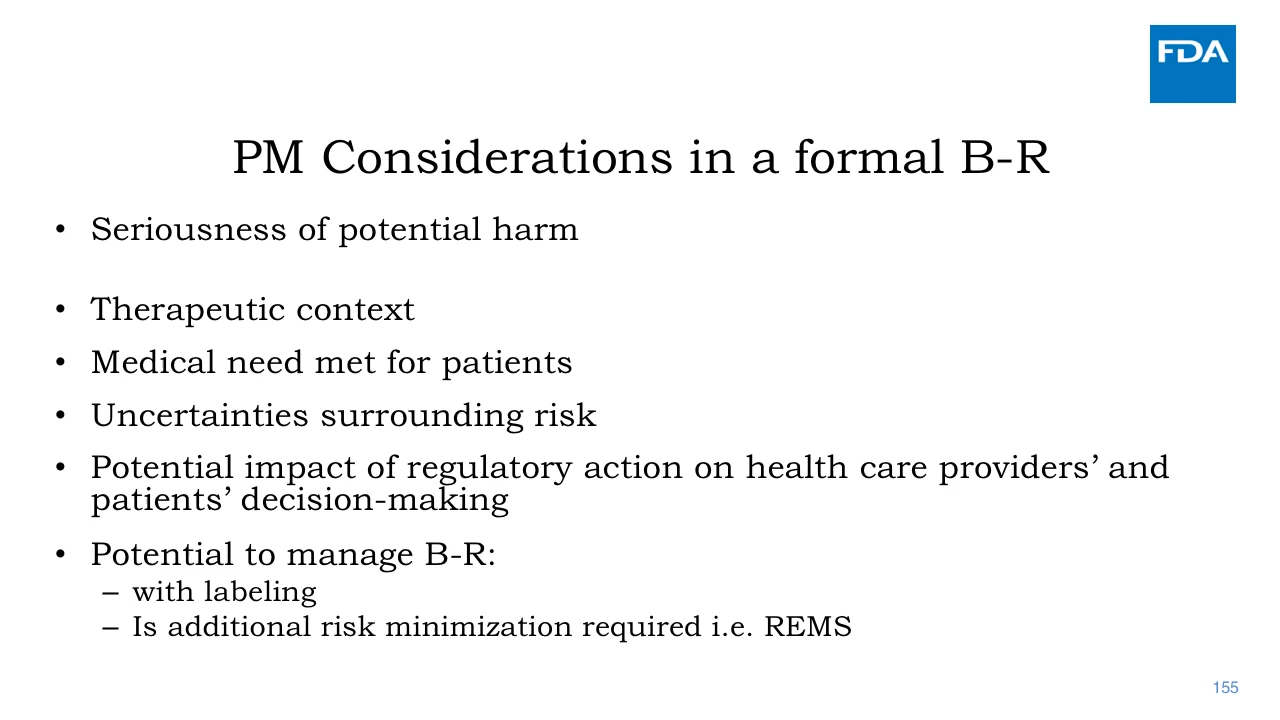 FDA
PM Considerations in a formal B-R
• Seriousness of potential harm
• Therapeutic context
• Medical need met for patients
• Uncertainties surrounding risk
• Potential impact of regulatory action on health care providers’ and
patients’ decision-making
• Potential to manage B-R:
– with labeling
– Is additional risk minimization required i.e. REMS
155